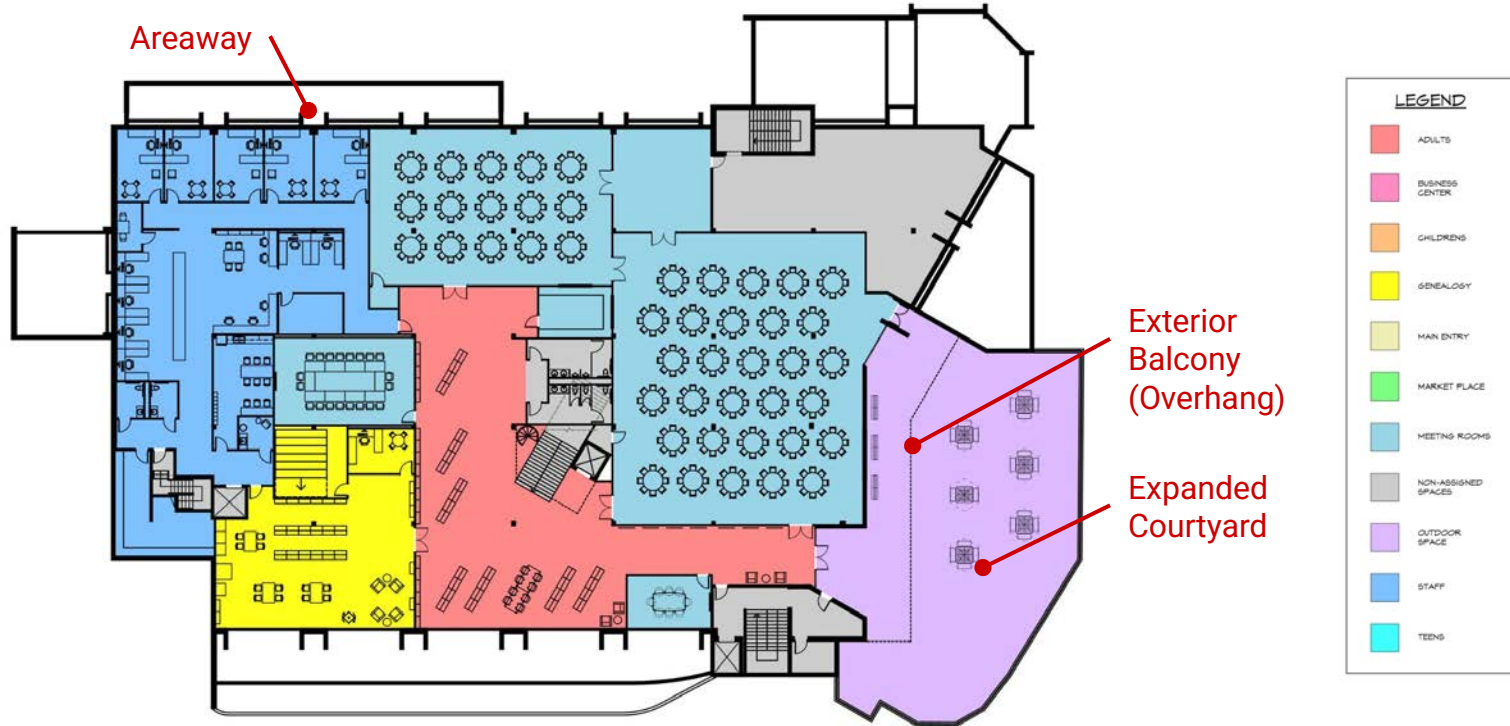 Areaway
Exterior
Balcony
(Overhang)
Expanded
Courtyard
LEGEND
ADULTS
BUSINESS
CENTER
CHILDRENS
GENEALOGY
MAIN ENTRY
MARKET PLACE
MEETING ROOMS
NON-ASSIGNED
SPACES
OUTDOOR
SPACE
STAFF
TEENS